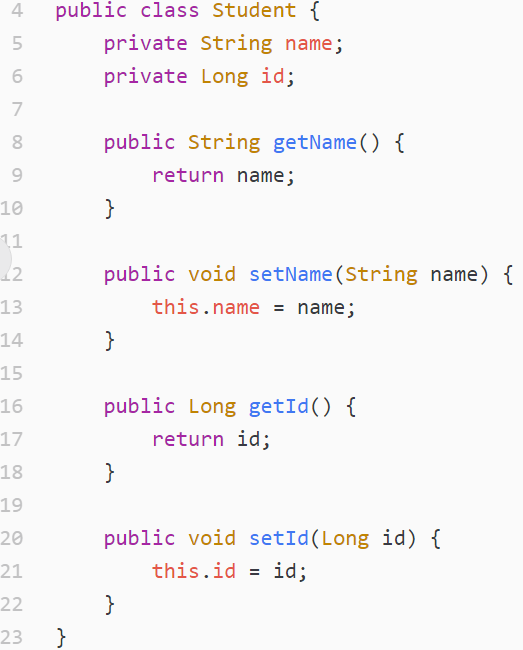 4 public class Student {
5     private String name;
6     private Long id;
7
8     public String getName() {
9         return name;
10     }
11
12     public void setName(String name) {
13         this.name = name;
14     }
15
16     public Long getId() {
17         return id;
18     }
19
20     public void setId(Long id) {
21         this.id = id;
22     }
23 }